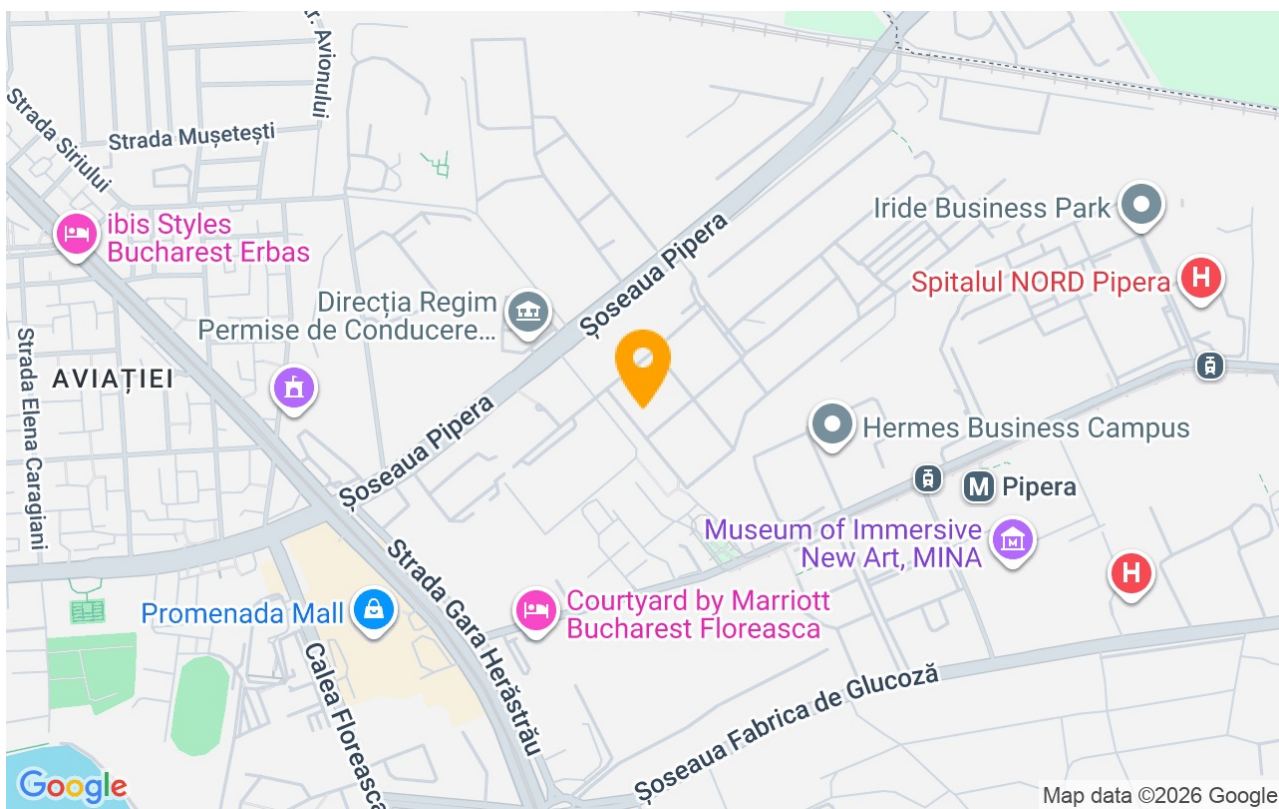 r. Avionului
Strada Mușetești
Strada Siriului
ibis Styles
Bucharest Erbas
Șoseaua Pipera
Iride Business Park
Spitalul NORD Pipera
H
Direcția Regim
Permise de Conducere...
AVIAȚIEI
Strada Elena Caragiani
Șoseaua Pipera
Hermes Business Campus
M Pipera
Museum of Immersive
New Art, MINA
H
Strada Gara Herăstrău
Promenada Mall
Courtyard by Marriott
Bucharest Floreasca
Calea Floreasca
Șoseaua Fabrica de Glucoză
Google
Map data ©2026 Google